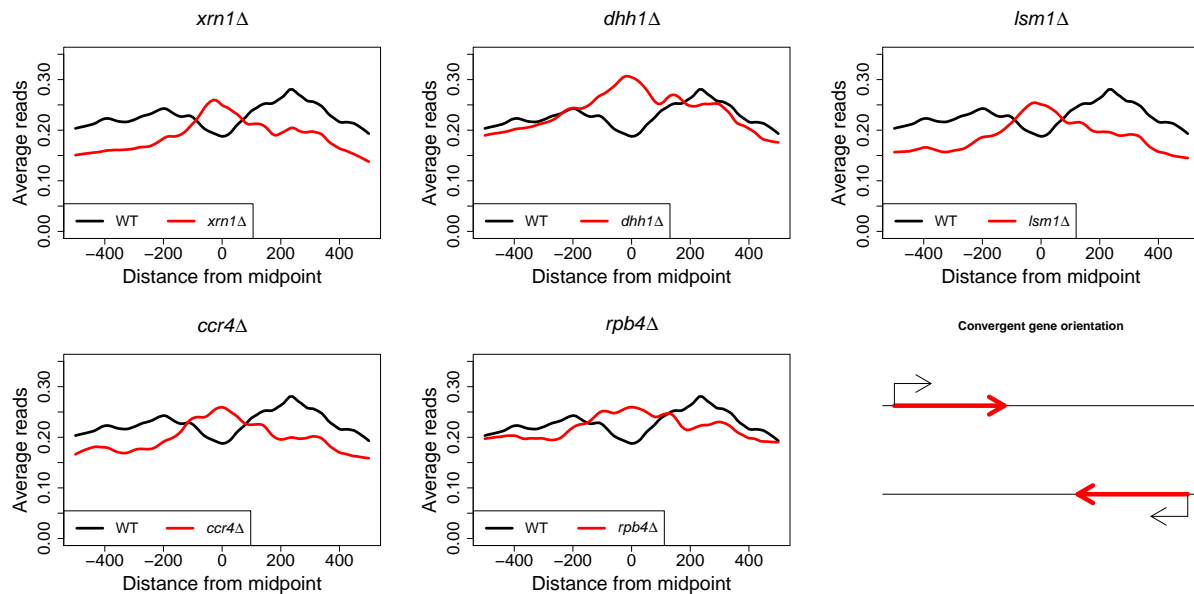 xrn1Δ
Average reads
0.00 0.10 0.20 0.30
WT xrn1Δ
−400 −200 0 200 400
Distance from midpoint
dhh1Δ
Average reads
0.00 0.10 0.20 0.30
WT dhh1Δ
−400 −200 0 200 400
Distance from midpoint
lsm1Δ
Average reads
0.00 0.10 0.20 0.30
WT lsm1Δ
−400 −200 0 200 400
Distance from midpoint
ccr4Δ
Average reads
0.00 0.10 0.20 0.30
WT ccr4Δ
−400 −200 0 200 400
Distance from midpoint
rpb4Δ
Average reads
0.00 0.10 0.20 0.30
WT rpb4Δ
−400 −200 0 200 400
Distance from midpoint
Convergent gene orientation